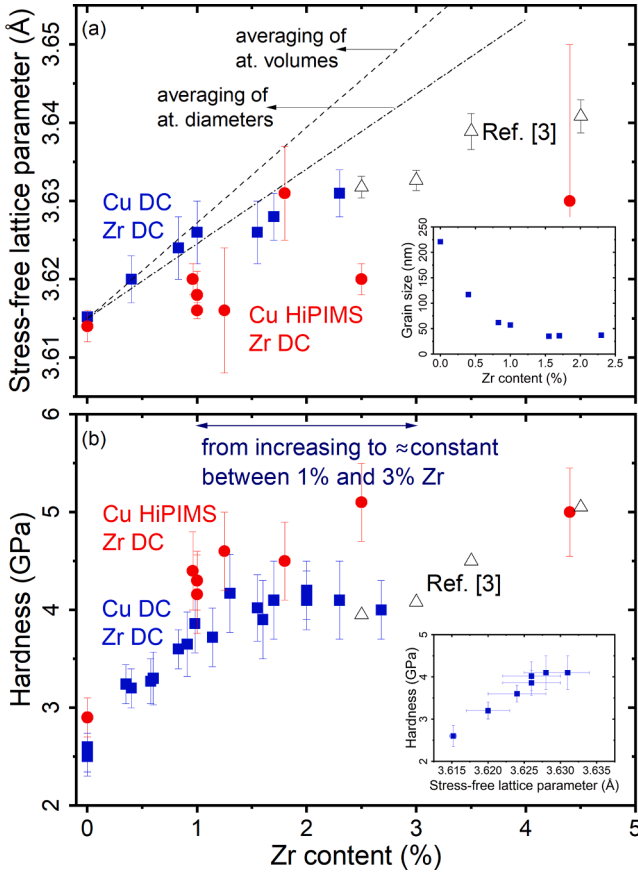 (a)
averaging of
at. volumes
averaging of
at. diameters
Ref. [3]
Cu DC
Zr DC
Cu HiPIMS
Zr DC
Stress-free lattice parameter (Å)
3.65
3.64
3.63
3.62
3.61
Grain size (nm)
250
200
150
100
50
0
0.0 0.5 1.0 1.5 2.0 2.5
Zr content (%)
(b)
from increasing to ≈constant
between 1% and 3% Zr
Cu HiPIMS
Zr DC
Cu DC
Zr DC
Ref. [3]
Hardness (GPa)
6
5
4
3
2
Hardness (GPa)
5
4
3
2
3.615 3.620 3.625 3.630 3.635
Stress-free lattice parameter (Å)
0 1 2 3 4 5
Zr content (%)